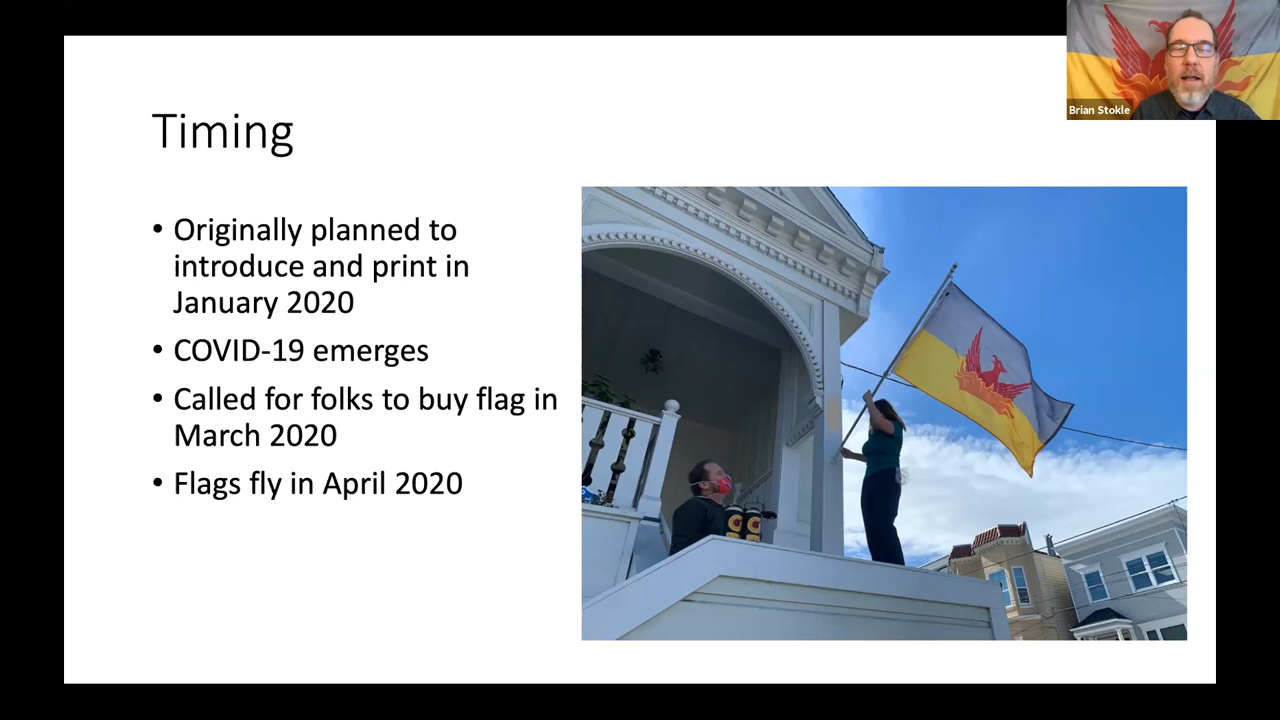 Brian Stokle
Timing
• Originally planned to
introduce and print in
January 2020
• COVID-19 emerges
• Called for folks to buy flag in
March 2020
• Flags fly in April 2020